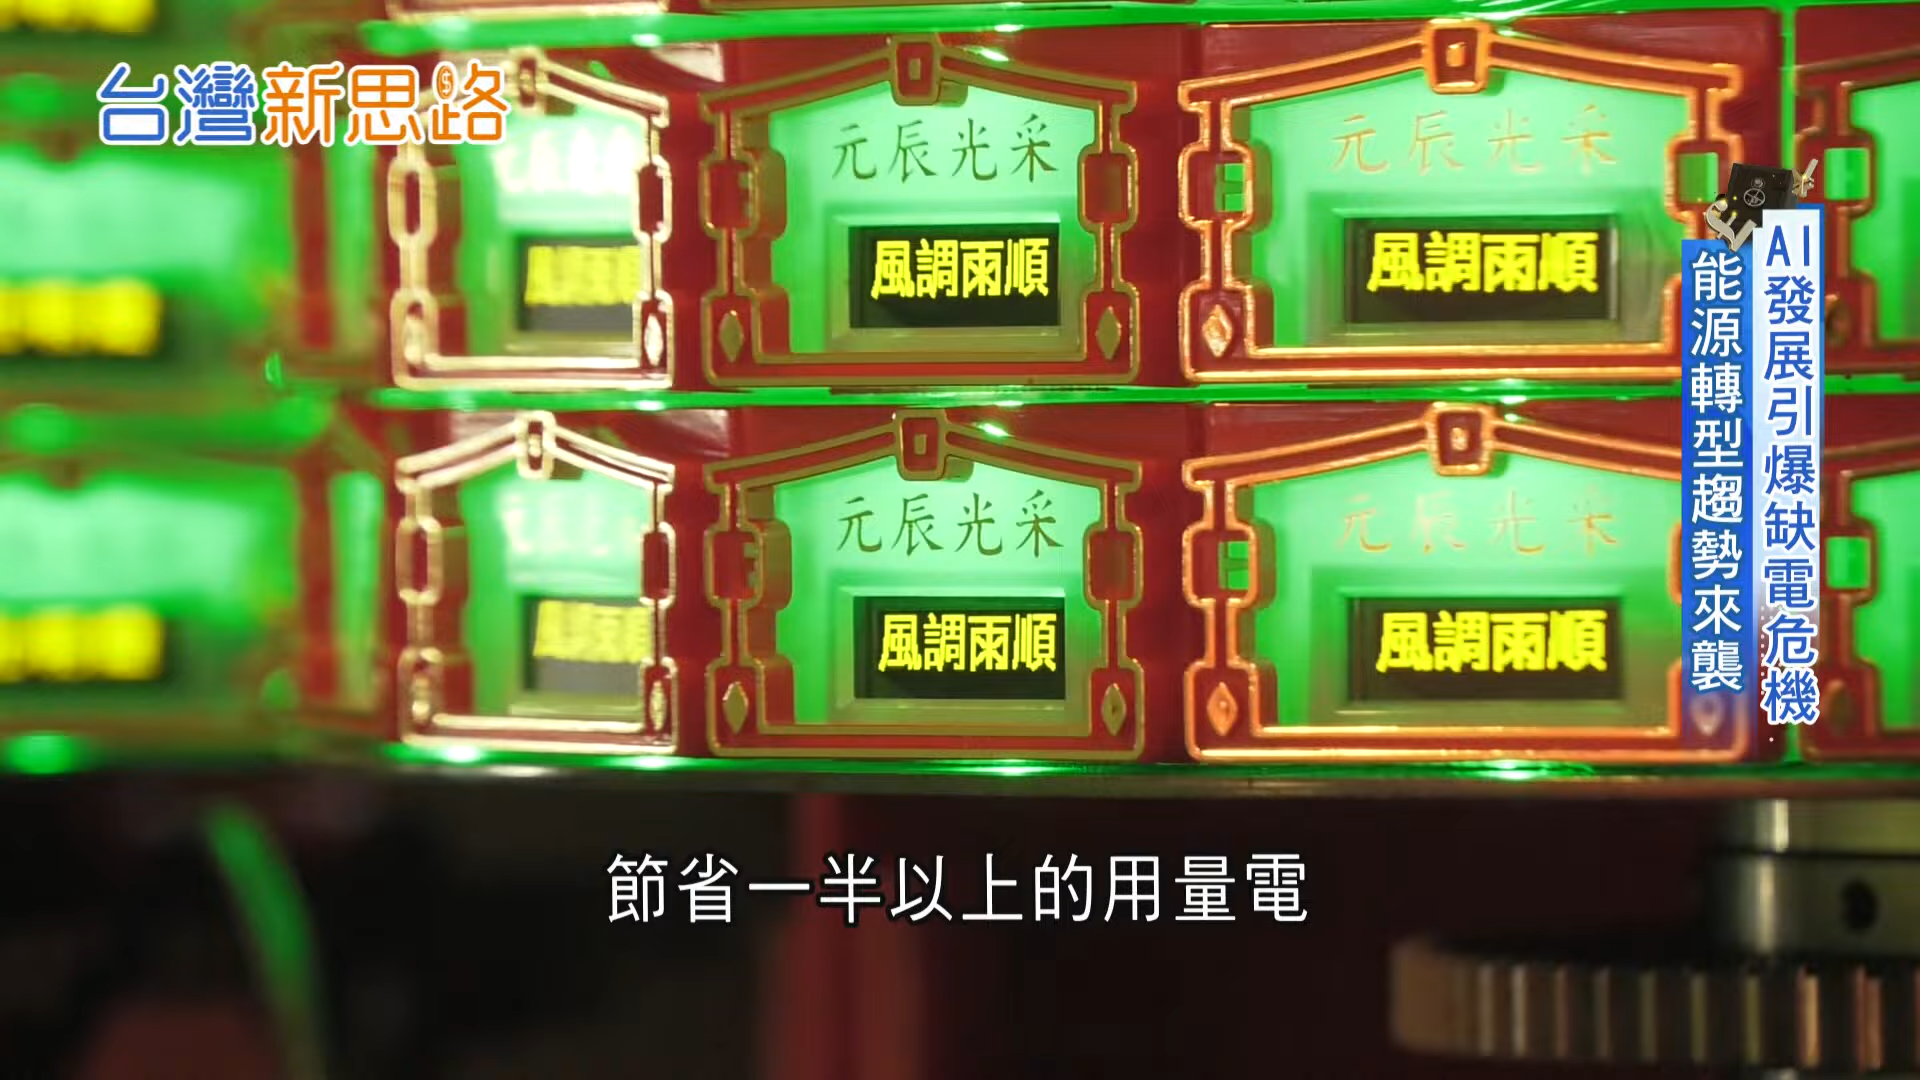 台灣新思路
元辰光采
元辰光采
風調雨順
風調雨順
元辰光采
元辰光采
風調雨順
風調雨順
AI發展引爆缺電危機
能源轉型趨勢來襲
節省一半以上的用量電